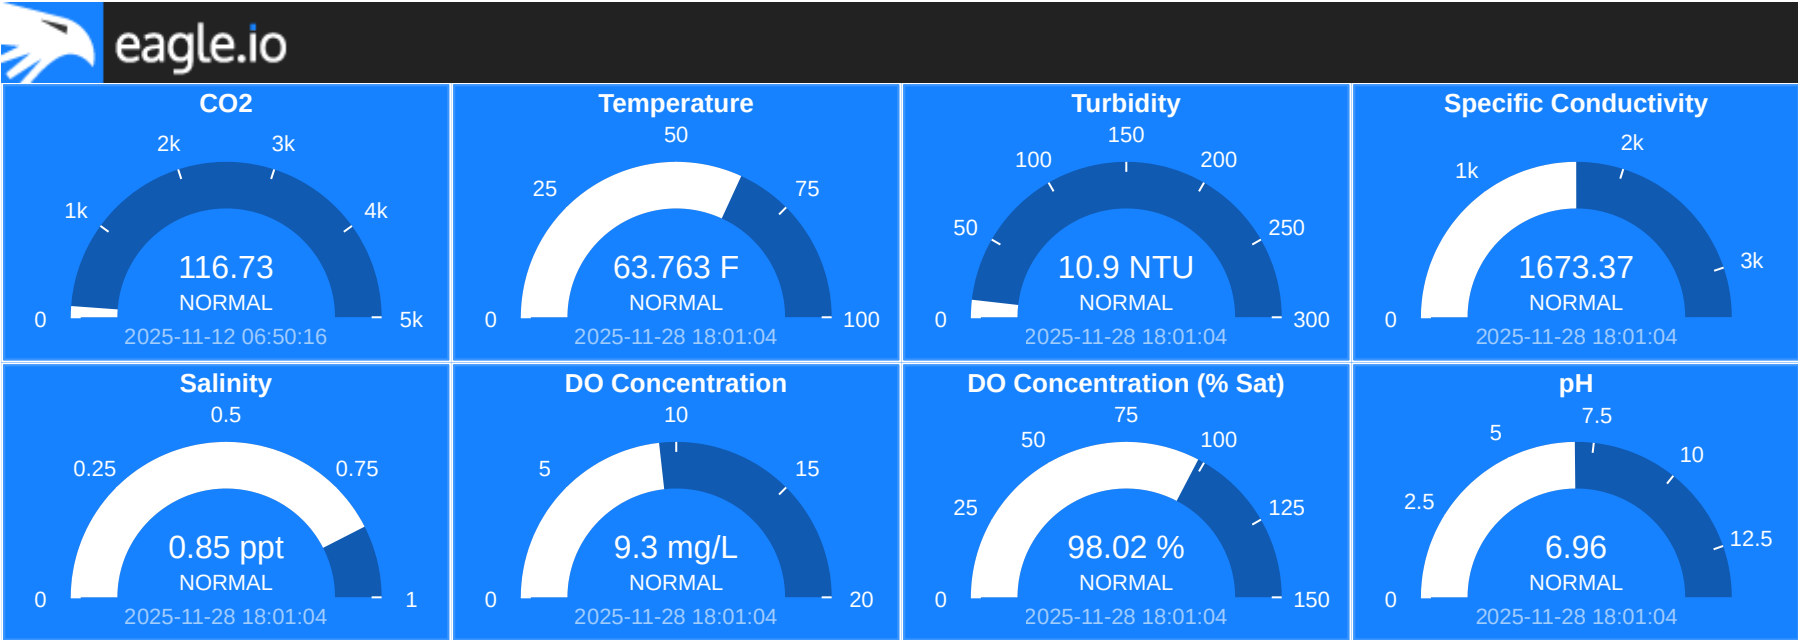 eagle.io
CO2
0
1k
2k
3k
4k
5k
116.73
NORMAL
2025-11-12 06:50:16
Temperature
0
25
50
75
100
63.763 F
NORMAL
2025-11-28 18:01:04
Turbidity
0
50
100
150
200
250
300
10.9 NTU
NORMAL
2025-11-28 18:01:04
Specific Conductivity
0
1k
2k
3k
1673.37
NORMAL
2025-11-28 18:01:04
Salinity
0
0.25
0.5
0.75
1
0.85 ppt
NORMAL
2025-11-28 18:01:04
DO Concentration
0
5
10
15
20
9.3 mg/L
NORMAL
2025-11-28 18:01:04
DO Concentration (% Sat)
0
25
50
75
100
125
150
98.02 %
NORMAL
2025-11-28 18:01:04
pH
0
2.5
5
7.5
10
12.5
6.96
NORMAL
2025-11-28 18:01:04